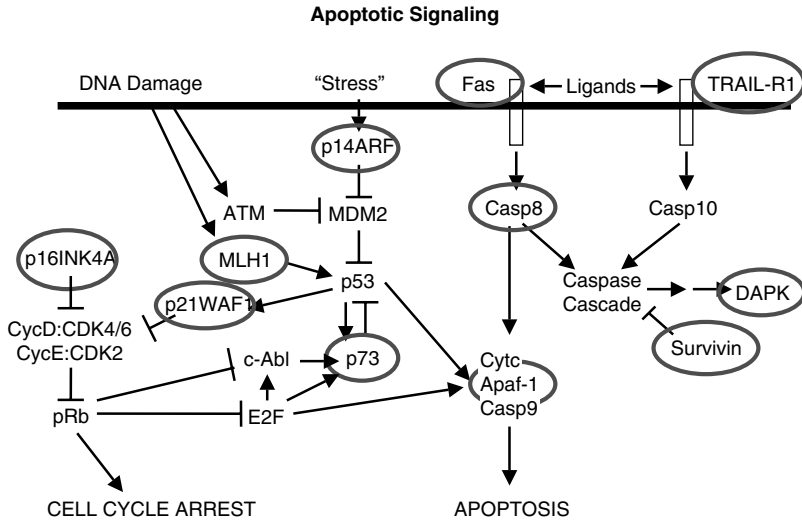 Apoptotic Signaling
DNA Damage
“Stress”
Fas
Ligands
TRAIL-R1
p14ARF
ATM
MDM2
Casp8
Casp10
p16INK4A
MLH1
p53
Caspase
Cascade
DAPK
p21WAF1
CycD:CDK4/6
CycE:CDK2
c-Abl
p73
Cytc
Apaf-1
Casp9
Survivin
pRb
E2F
CELL CYCLE ARREST
APOPTOSIS